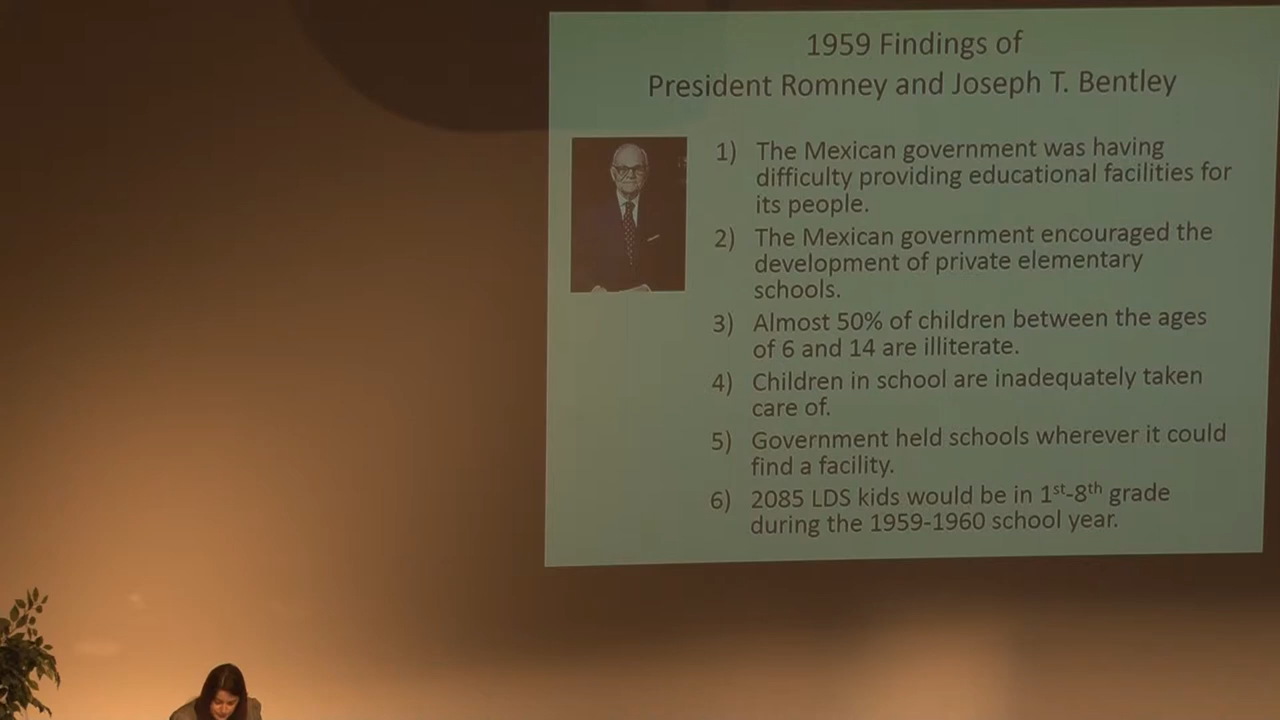 1959 Findings of
President Romney and Joseph T. Bentley
1) The Mexican government was having
difficulty providing educational facilities for
its people.
2) The Mexican government encouraged the
development of private elementary
schools.
3) Almost 50% of children between the ages
of 6 and 14 are illiterate.
4) Children in school are inadequately taken
care of.
5) Government held schools wherever it could
find a facility.
6) 2085 LDS kids would be in 1st-8th grade
during the 1959-1960 school year.